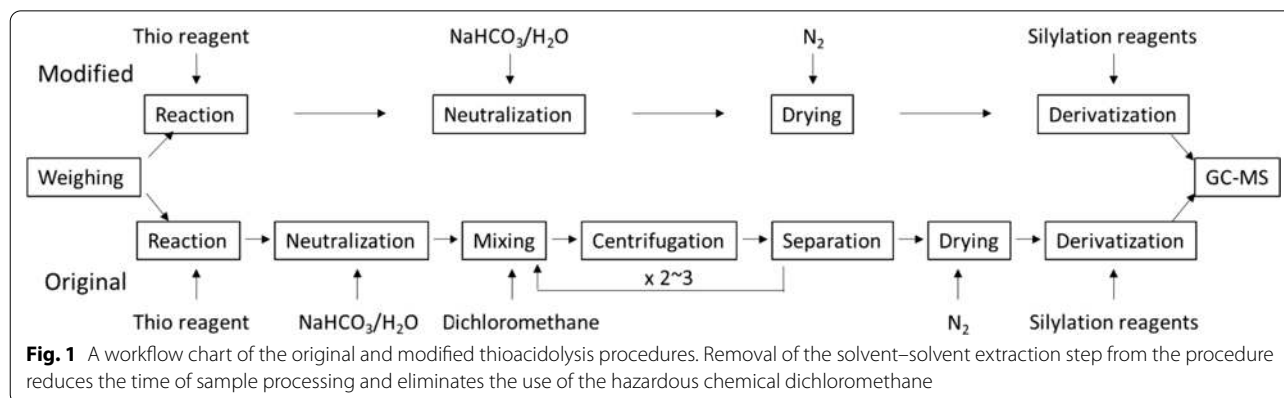 Thio reagent NaHCO₃/H₂O N₂ Silylation reagents
Modified
Reaction Neutralization Drying Derivatization
Weighing GC-MS
Reaction Neutralization Mixing Centrifugation Separation Drying Derivatization
Original x 2~3
Thio reagent NaHCO₃/H₂O Dichloromethane N₂ Silylation reagents
Fig. 1 A workflow chart of the original and modified thioacidolysis procedures. Removal of the solvent–solvent extraction step from the procedure
reduces the time of sample processing and eliminates the use of the hazardous chemical dichloromethane